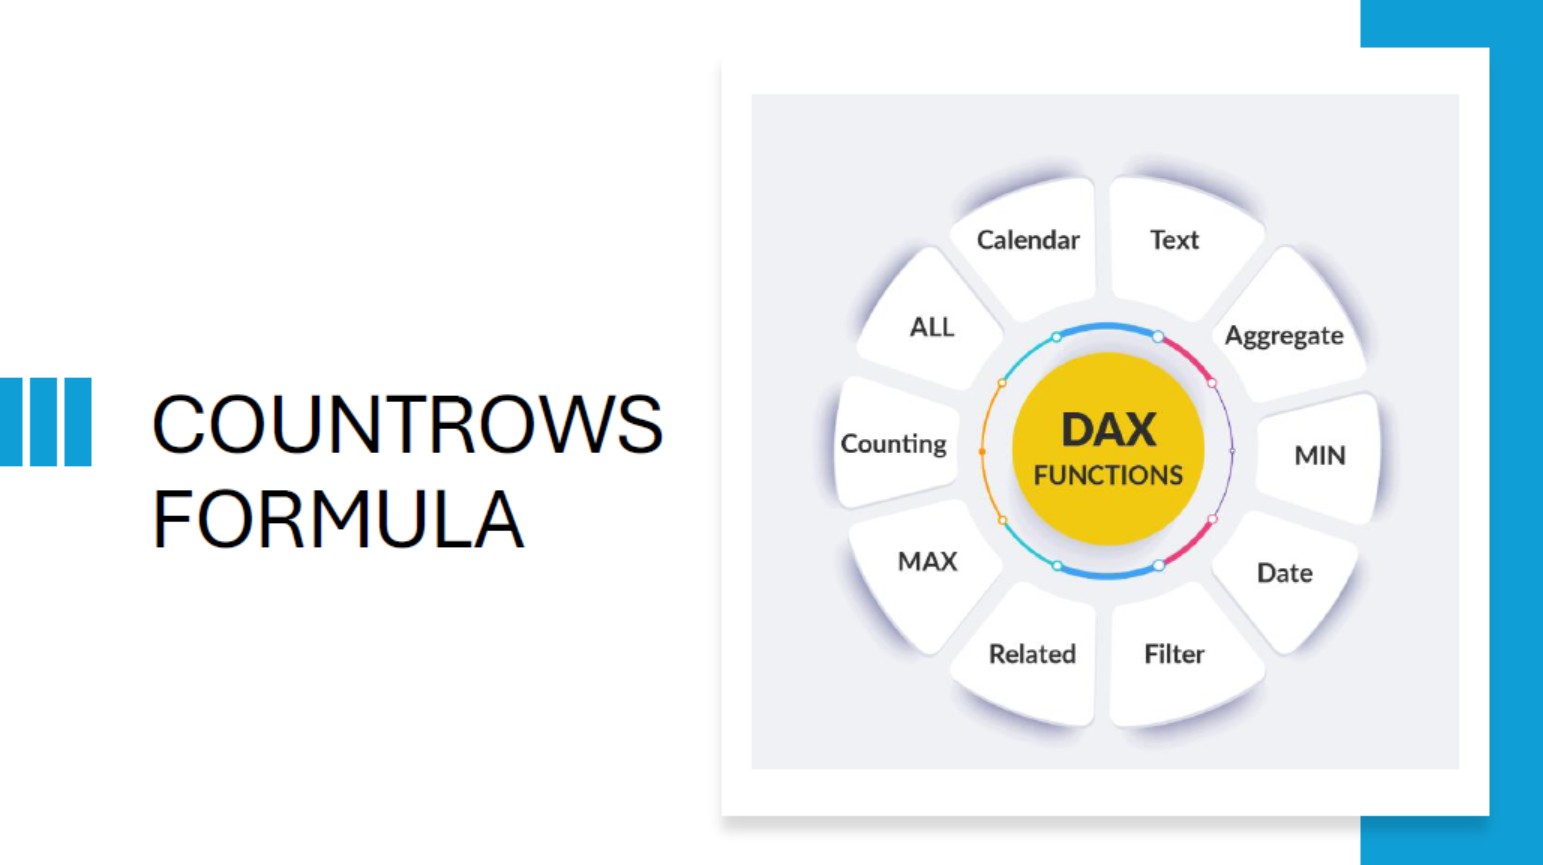 COUNTROWS
FORMULA
Calendar
Text
ALL
Aggregate
Counting
DAX
FUNCTIONS
MIN
MAX
Date
Related
Filter